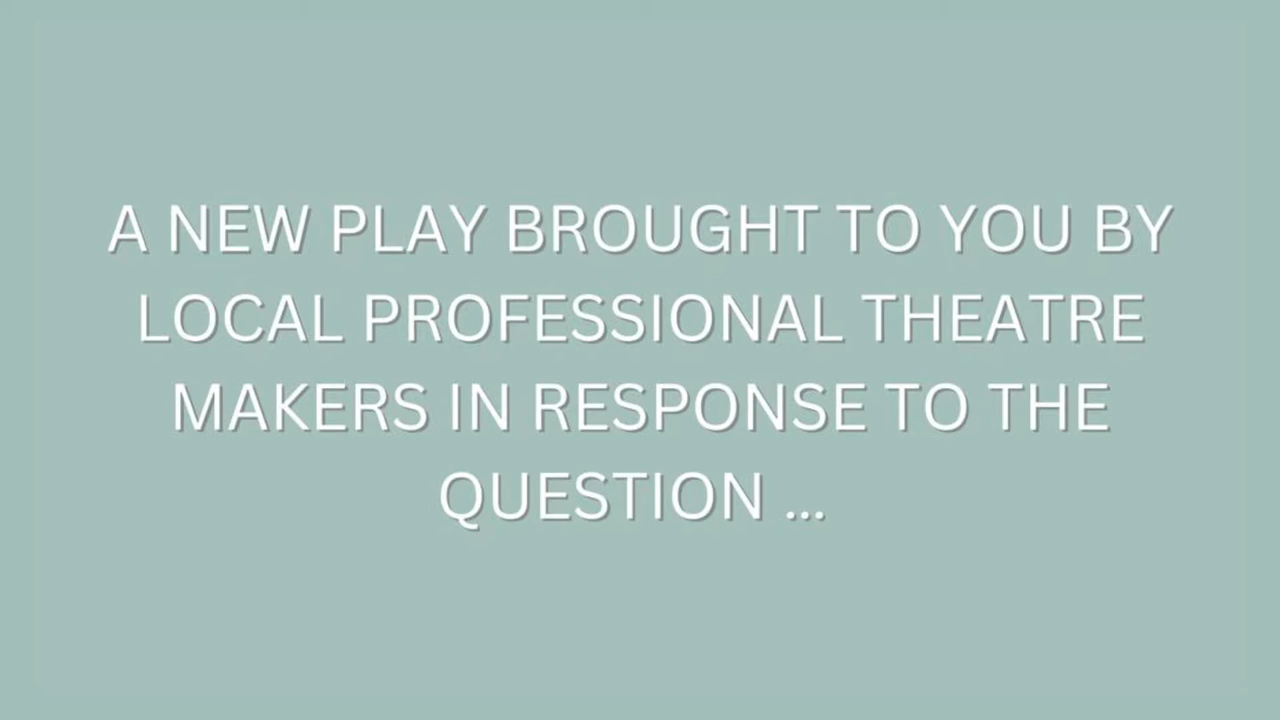 A NEW PLAY BROUGHT TO YOU BY
LOCAL PROFESSIONAL THEATRE
MAKERS IN RESPONSE TO THE
QUESTION ...